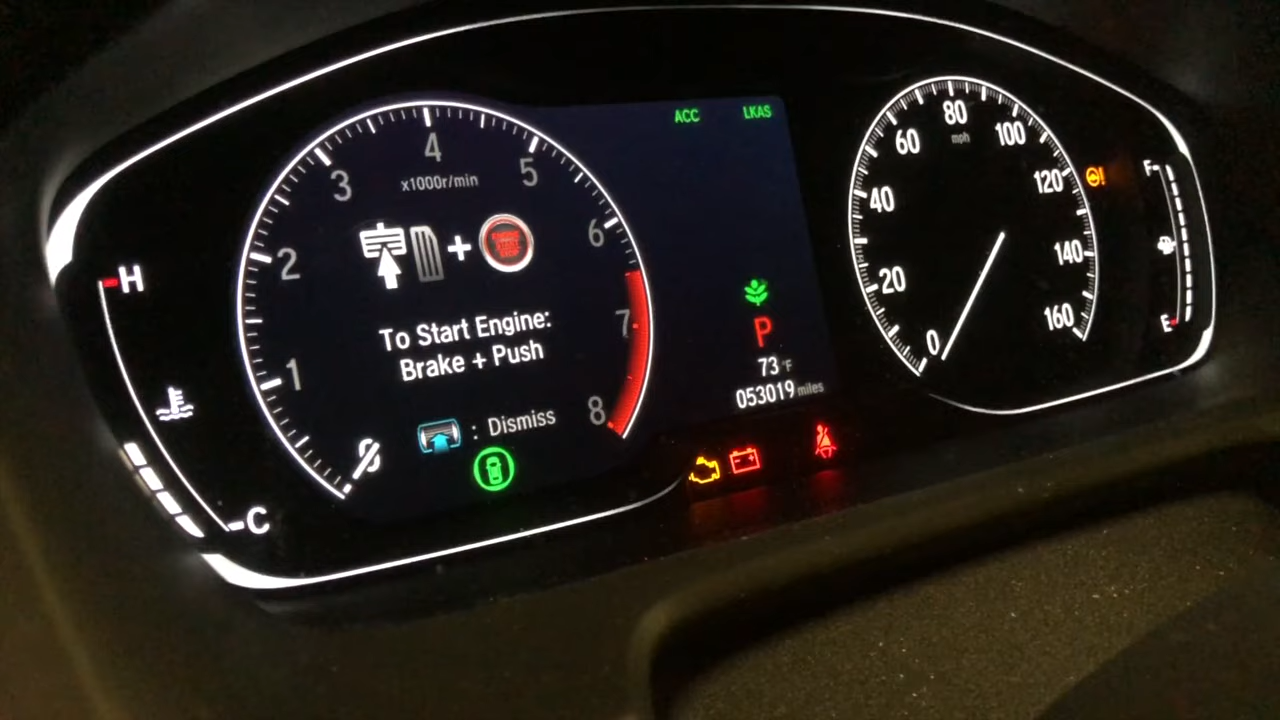 ACC LKAS
1
2
3
4
5
6
7
8
x1000r/min
H
C
To Start Engine:
Brake + Push
: Dismiss
P
73 °F
053019 miles
0
20
40
60
80
100
120
140
160
mph
F
E